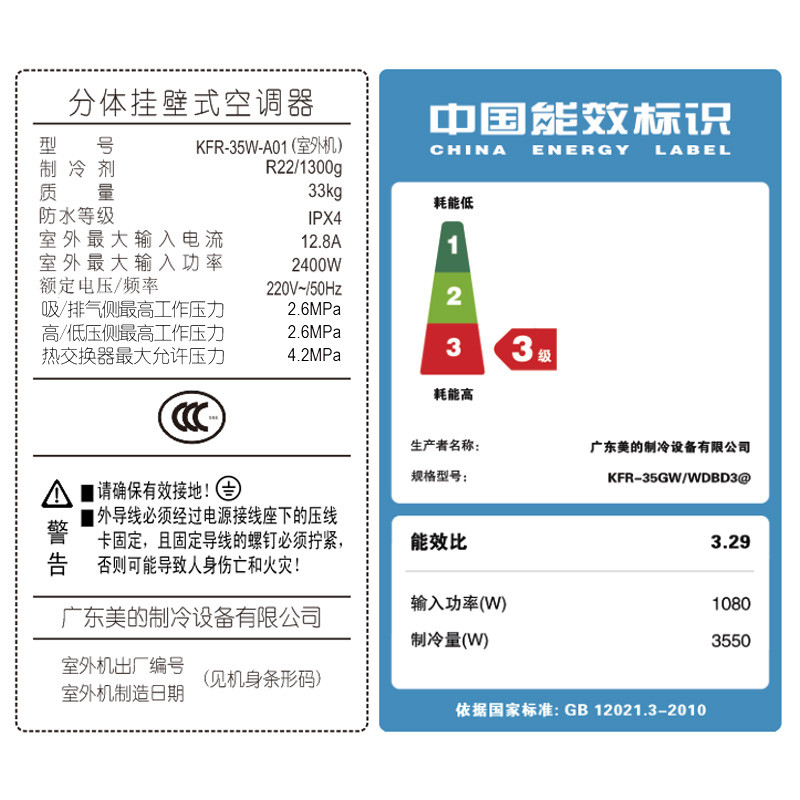 分体挂壁式空调器
型 号 KFR-35W-A01(室外机)
制冷剂 R22/1300g
质 量 33kg
防水等级 IPX4
室外最大输入电流 12.8A
室外最大输入功率 2400W
额定电压/频率 220V~/50Hz
吸/排气侧最高工作压力 2.6MPa
高/低压侧最高工作压力 2.6MPa
热交换器最大允许压力 4.2MPa
CCC
警告
■请确保有效接地!
■外导线必须经过电源接线座下的压线
卡固定，且固定导线的螺钉必须拧紧，
否则可能导致人身伤亡和火灾!
广东美的制冷设备有限公司
室外机出厂编号
室外机制造日期
(见机身条形码)
中国能效标识
CHINA ENERGY LABEL
耗能低
1
2
3
3级
耗能高
生产者名称: 广东美的制冷设备有限公司
规格型号: KFR-35GW/WDBD3@
能效比 3.29
输入功率(W) 1080
制冷量(W) 3550
依据国家标准: GB 12021.3-2010